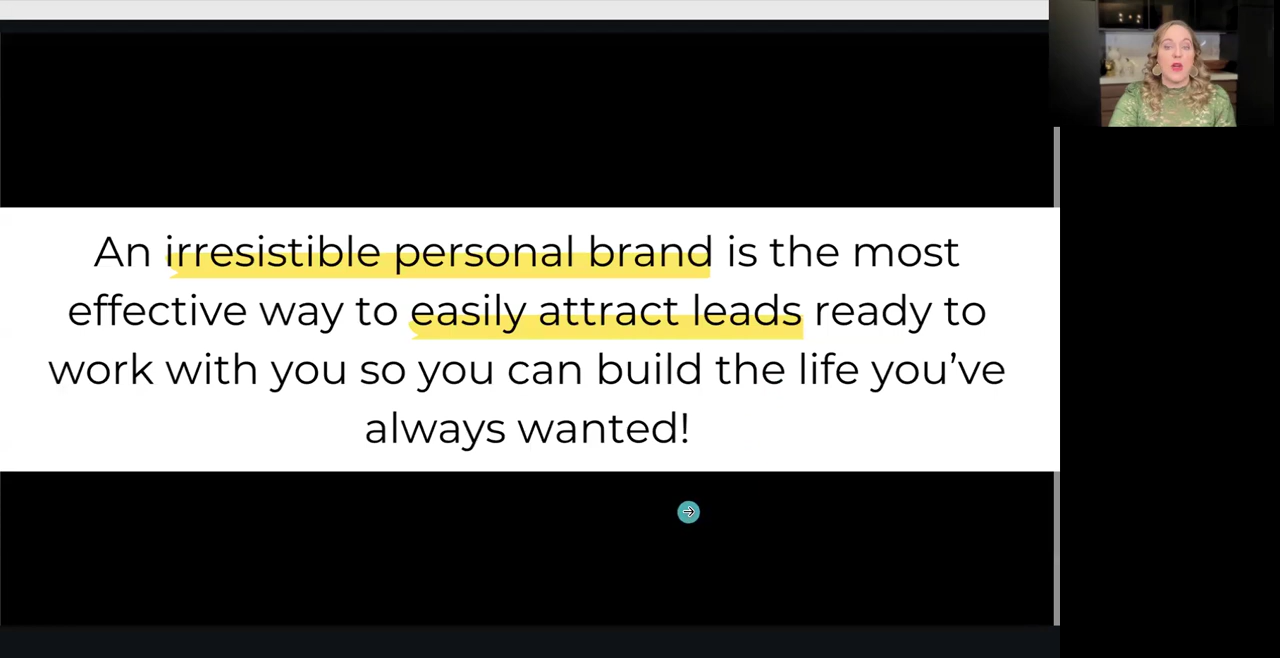 An irresistible personal brand is the most
effective way to easily attract leads ready to
work with you so you can build the life you’ve
always wanted!